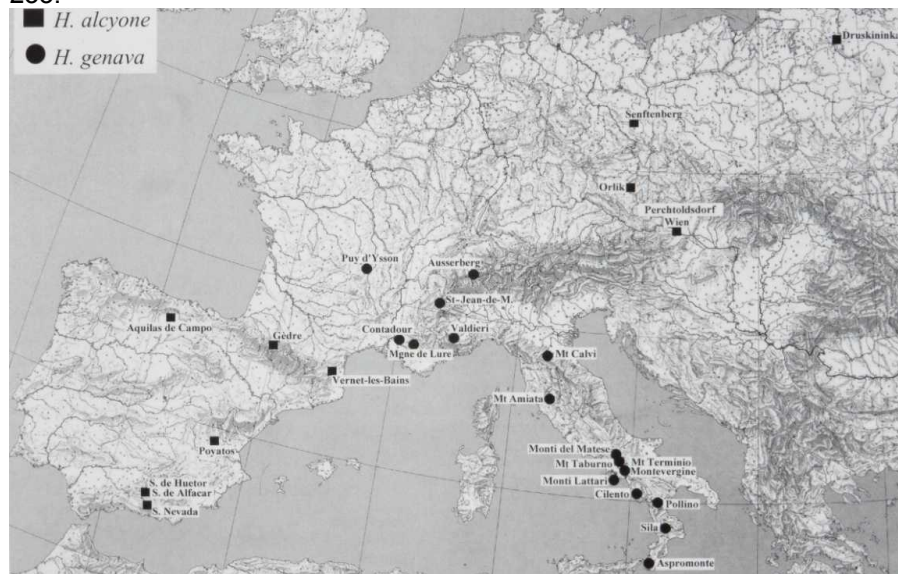 H. alcyone
H. genava
Druskininka
Senftenberg
Orlik
Perchtoldsdorf
Wien
Puy d'Ysson
Ausserberg
St-Jean-de-M.
Aquilas de Campo
Gèdre
Contadour
Valdieri
Mgne de Lure
Mt Calvi
Vernet-les-Bains
Mt Amiata
Poyatos
Monti del Matese
Mt Taburno
Mt Terminio
Montevergine
Monti Lattari
S. de Huetor
S. de Alfacar
Cilento
Pollino
S. Nevada
Sila
Aspromonte